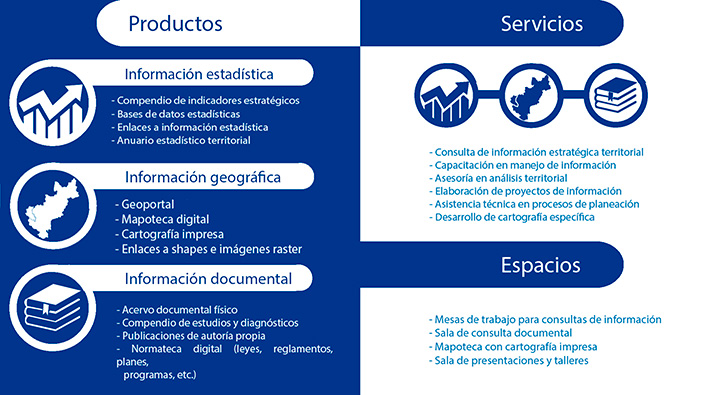 Productos
Información estadística
- Compendio de indicadores estratégicos
- Bases de datos estadísticas
- Enlaces a información estadística
- Anuario estadístico territorial
Información geográfica
- Geoportal
- Mapoteca digital
- Cartografía impresa
- Enlaces a shapes e imágenes raster
Información documental
- Acervo documental físico
- Compendio de estudios y diagnósticos
- Publicaciones de autoría propia
- Normateca digital (leyes, reglamentos,
planes,
programas, etc.)
Servicios
- Consulta de información estratégica territorial
- Capacitación en manejo de información
- Asesoría en análisis territorial
- Elaboración de proyectos de información
- Asistencia técnica en procesos de planeación
- Desarrollo de cartografía específica
Espacios
- Mesas de trabajo para consultas de información
- Sala de consulta documental
- Mapoteca con cartografía impresa
- Sala de presentaciones y talleres